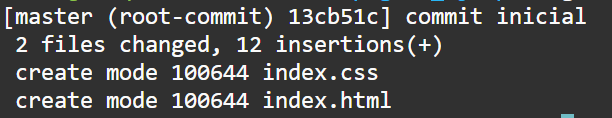 [master (root-commit) 13cb51c] commit inicial
 2 files changed, 12 insertions(+)
 create mode 100644 index.css
 create mode 100644 index.html